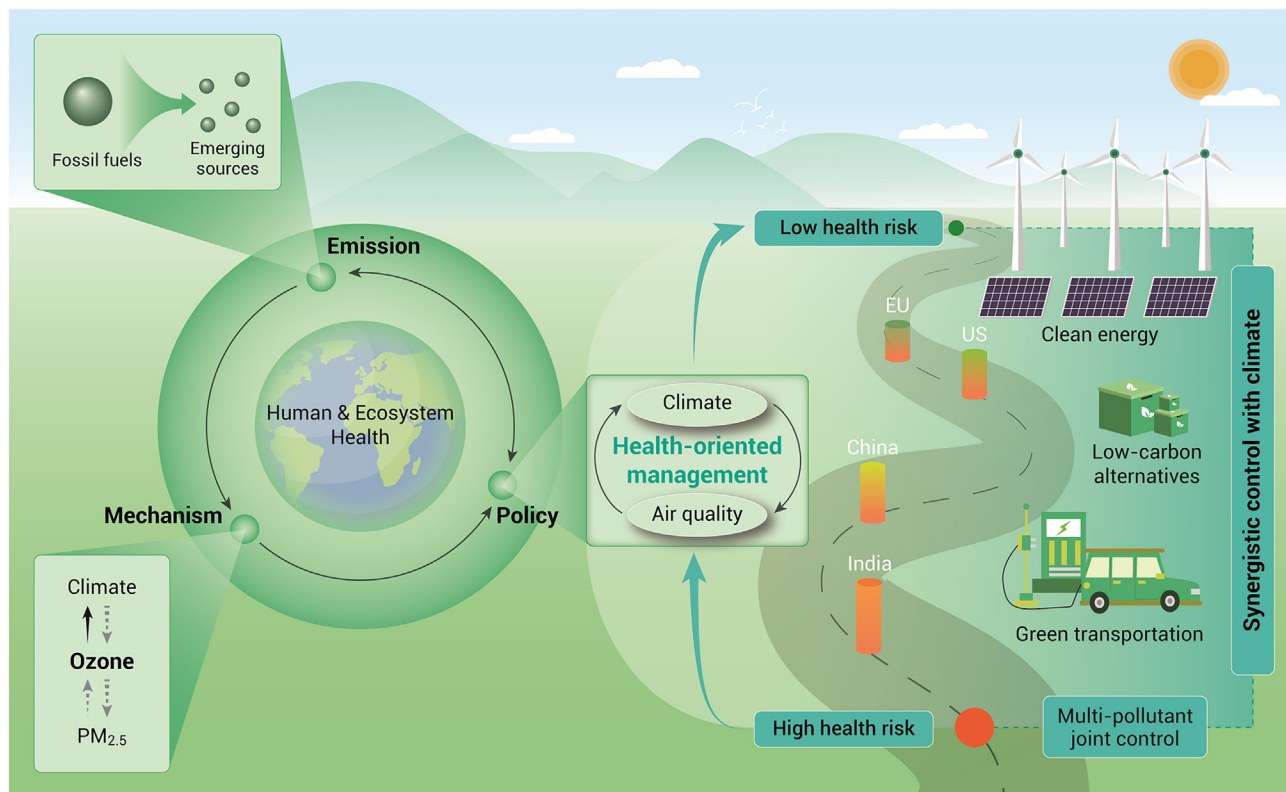 Fossil fuels
Emerging
sources
Emission
Human & Ecosystem
Health
Mechanism
Policy
Climate
Ozone
PM2.5
Low health risk
Climate
Health-oriented
management
Air quality
High health risk
EU
US
China
India
Clean energy
Low-carbon
alternatives
Green transportation
Multi-pollutant
joint control
Synergistic control with climate